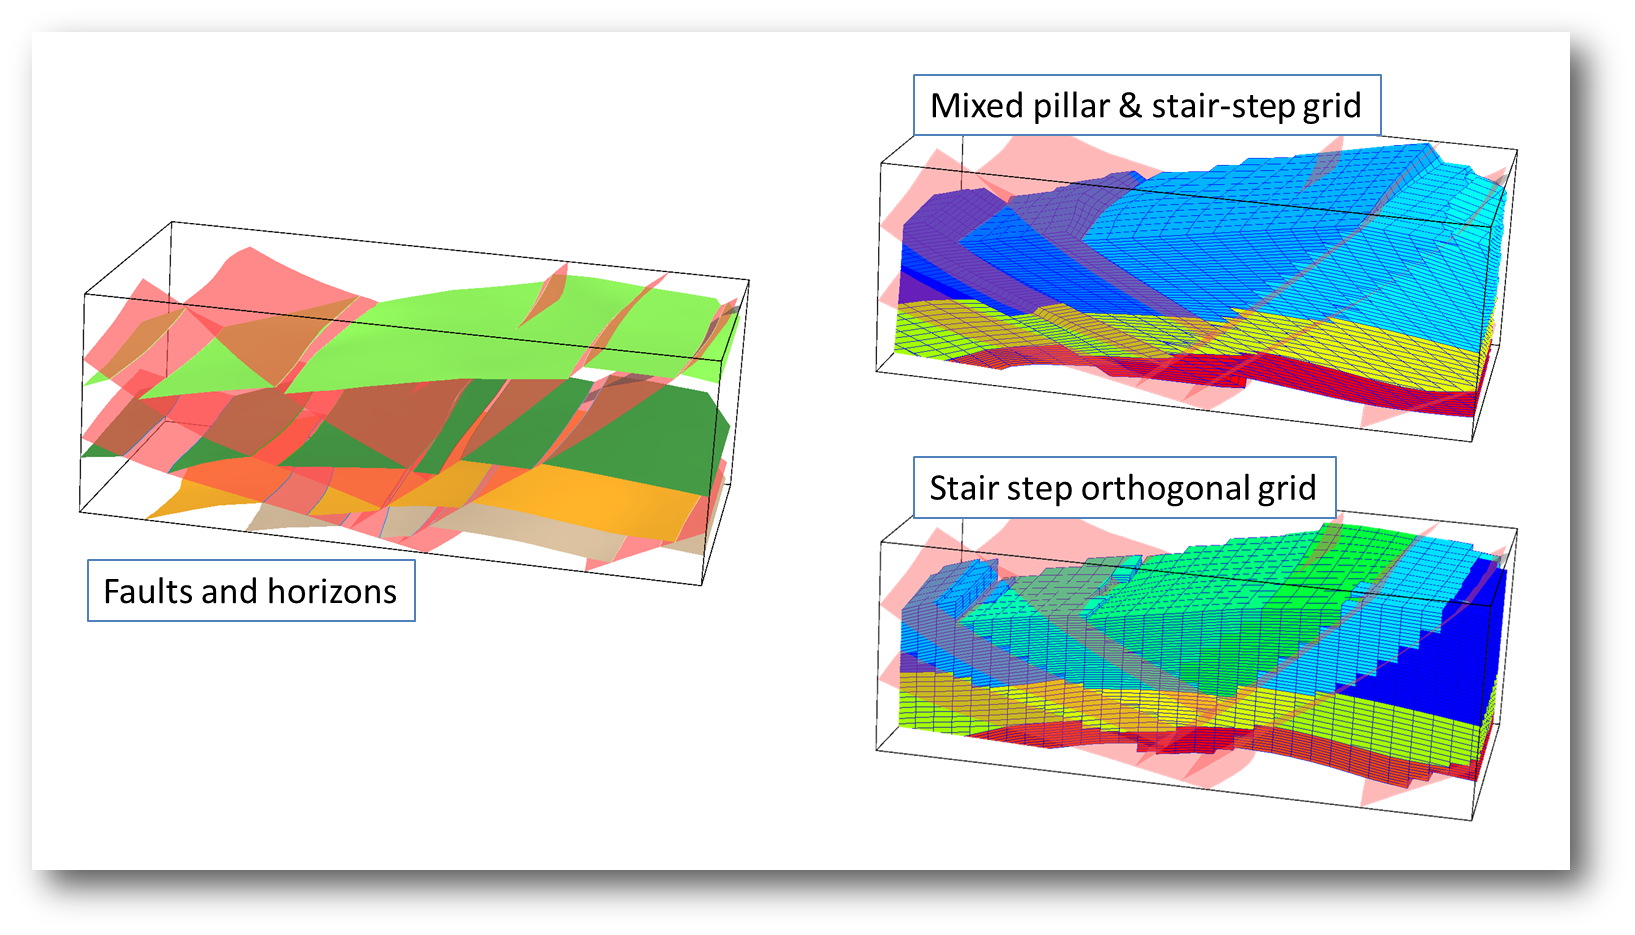 Mixed pillar & stair-step grid
Stair step orthogonal grid
Faults and horizons